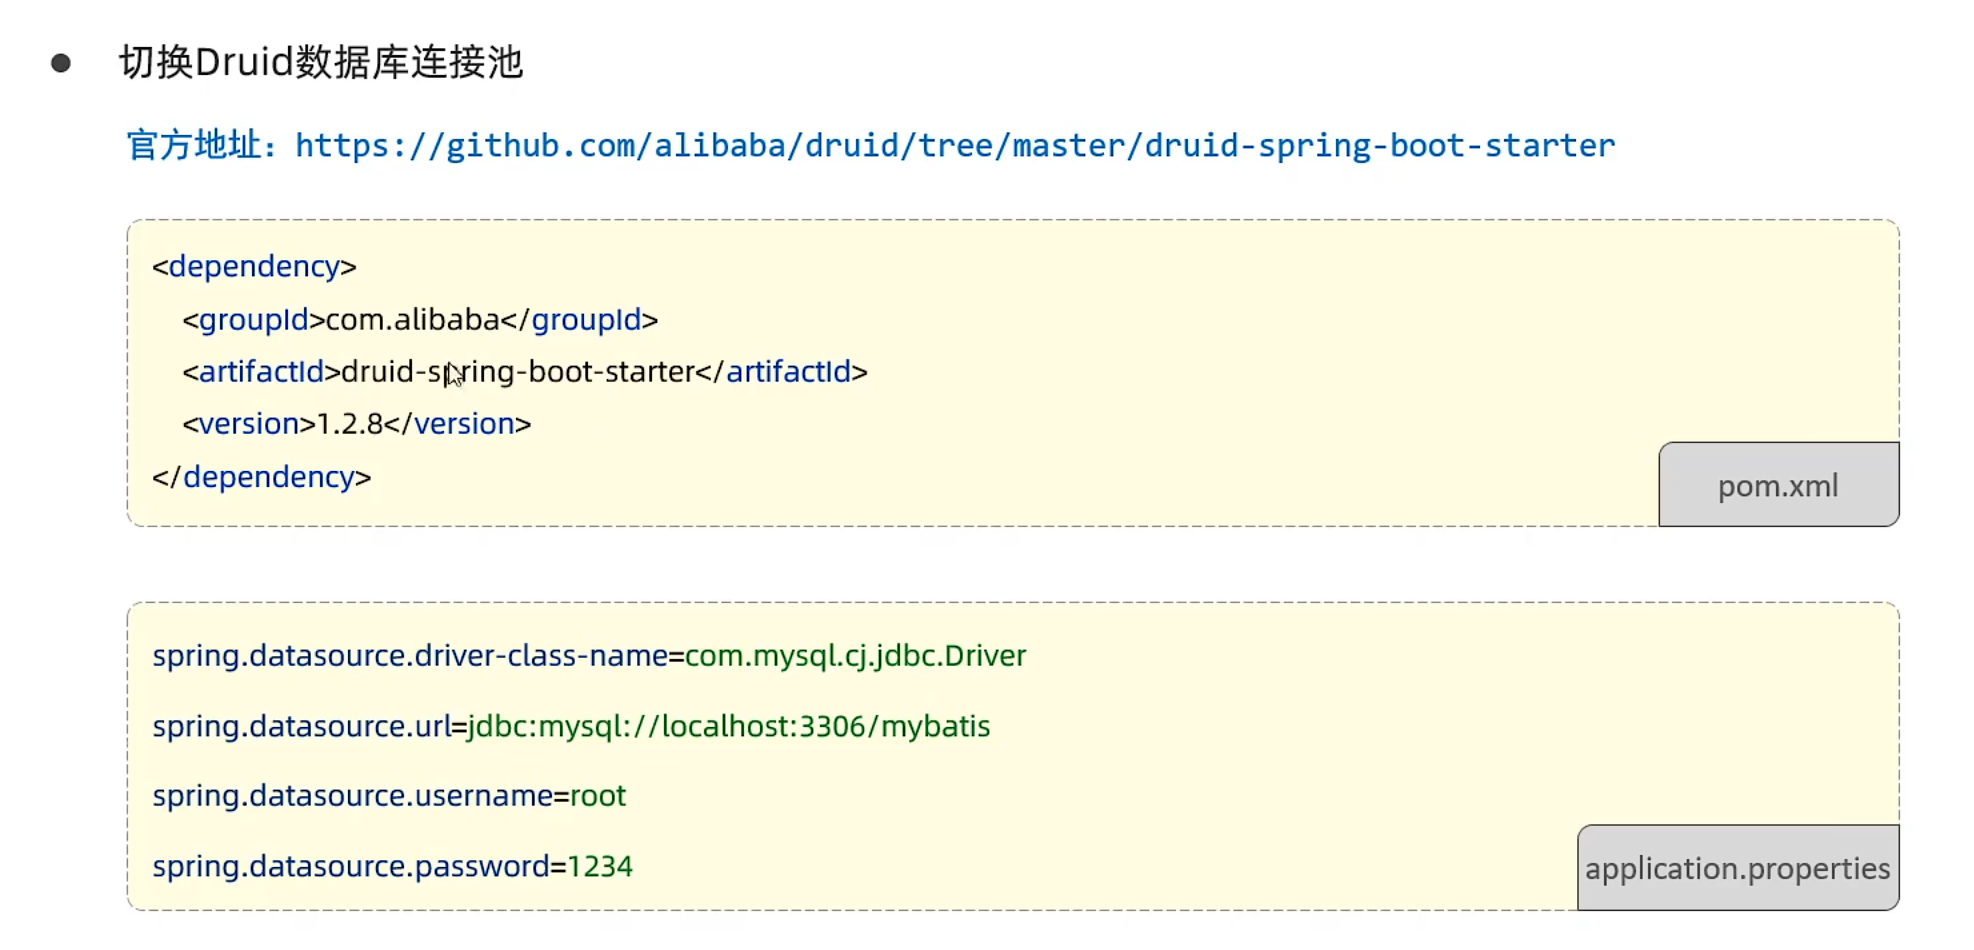 切换Druid数据库连接池
官方地址：https://github.com/alibaba/druid/tree/master/druid-spring-boot-starter
<dependency>
<groupId>com.alibaba</groupId>
<artifactId>druid-spring-boot-starter</artifactId>
<version>1.2.8</version>
</dependency>
pom.xml
spring.datasource.driver-class-name=com.mysql.cj.jdbc.Driver
spring.datasource.url=jdbc:mysql://localhost:3306/mybatis
spring.datasource.username=root
spring.datasource.password=1234
application.properties